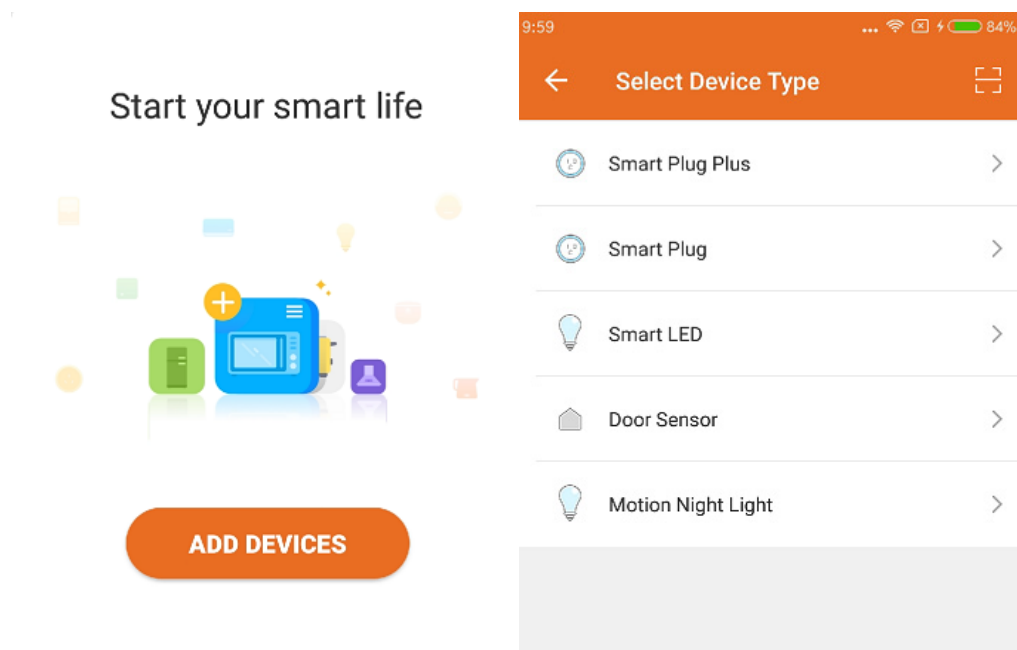 Start your smart life
ADD DEVICES
9:59
84%
Select Device Type
Smart Plug Plus
Smart Plug
Smart LED
Door Sensor
Motion Night Light